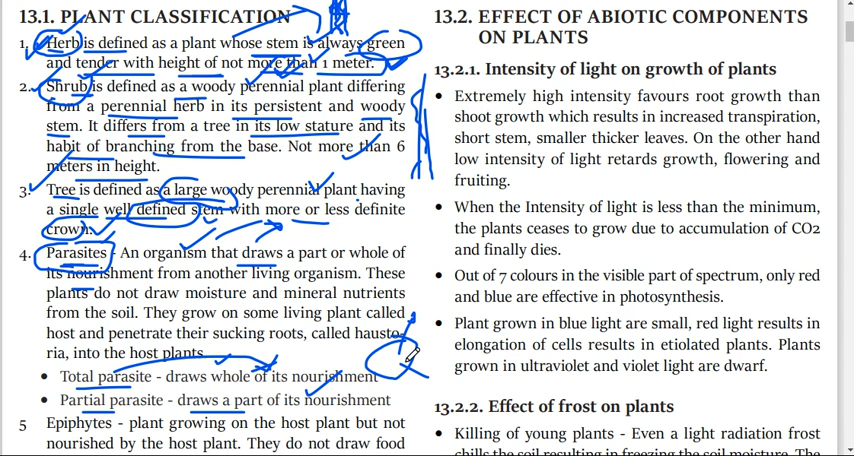 13.1. PLANT CLASSIFICATION
1. Herb is defined as a plant whose stem is always green
and tender with height of not more than 1 meter.
2. Shrub is defined as a woody perennial plant differing
from a perennial herb in its persistent and woody
stem. It differs from a tree in its low stature and its
habit of branching from the base. Not more than 6
meters in height.
3. Tree is defined as a large woody perennial plant having
a single well defined stem with more or less definite
crown.
4. Parasites - An organism that draws a part or whole of
its nourishment from another living organism. These
plants do not draw moisture and mineral nutrients
from the soil. They grow on some living plant called
host and penetrate their sucking roots, called hausto-
ria, into the host plants
• Total parasite - draws whole of its nourishment
• Partial parasite - draws a part of its nourishment
5 Epiphytes - plant growing on the host plant but not
nourished by the host plant. They do not draw food
13.2. EFFECT OF ABIOTIC COMPONENTS
ON PLANTS
13.2.1. Intensity of light on growth of plants
• Extremely high intensity favours root growth than
shoot growth which results in increased transpiration,
short stem, smaller thicker leaves. On the other hand
low intensity of light retards growth, flowering and
fruiting.
• When the Intensity of light is less than the minimum,
the plants ceases to grow due to accumulation of CO2
and finally dies.
• Out of 7 colours in the visible part of spectrum, only red
and blue are effective in photosynthesis.
• Plant grown in blue light are small, red light results in
elongation of cells results in etiolated plants. Plants
grown in ultraviolet and violet light are dwarf.
13.2.2. Effect of frost on plants
• Killing of young plants - Even a light radiation frost
chills the soil resulting in freezing the soil moisture. The